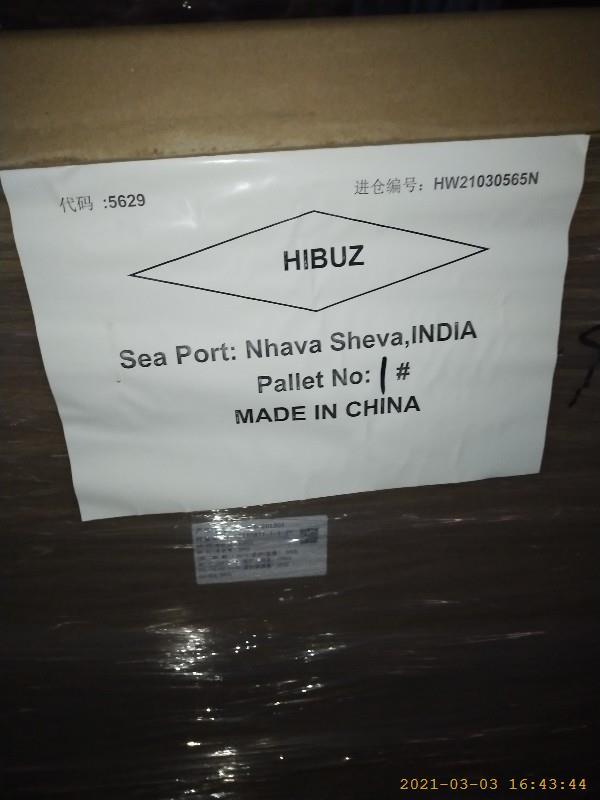 代码 :5629
进仓编号: HW21030565N
HIBUZ
Sea Port: Nhava Sheva,INDIA
Pallet No: 1 #
MADE IN CHINA
2021-03-03 16:43:44